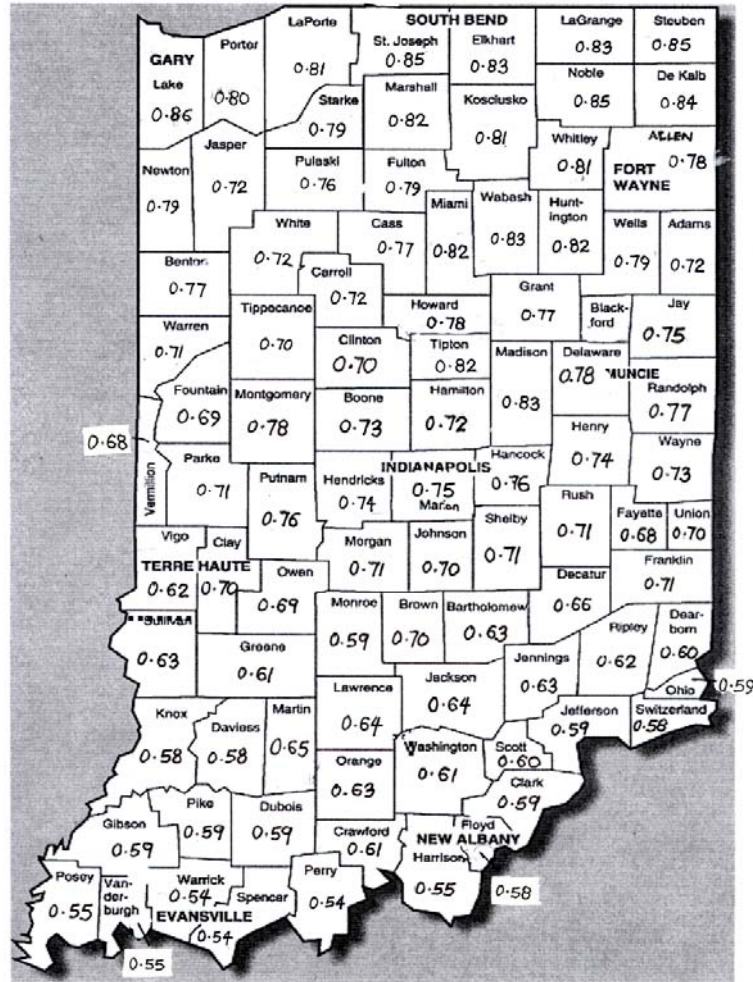 SOUTH BEND
LaPorte
0.81
St. Joseph
0.85
Elkhart
0.83
LaGrange
0.83
Steuben
0.85
GARY
Lake
0.86
Porter
0.80
Starke
0.79
Marshall
0.82
Kosciusko
0.81
Noble
0.85
De Kalb
0.84
Whitley
0.81
ALLEN
0.78
FORT
WAYNE
Newton
0.79
Jasper
0.72
Pulaski
0.76
Fulton
0.79
Miami
0.82
Wabash
0.83
Hunt-
ington
0.82
Wells
0.79
Adams
0.72
White
0.72
Cass
0.77
Benton
0.77
Carroll
0.72
Howard
0.78
Grant
0.77
Black-
ford
Jay
0.75
Warren
0.71
Tippecanoe
0.70
Clinton
0.70
Tipton
0.82
Madison
0.83
Delaware
0.78
MUNCIE
Randolph
0.77
Fountain
0.69
Montgomery
0.78
Boone
0.73
Hamilton
0.72
Henry
0.74
Wayne
0.73
0.68
Vermillion
Parke
0.71
Putnam
0.76
Hendricks
0.74
INDIANAPOLIS
0.75
Marion
Hancock
0.76
Rush
0.71
Fayette
0.68
Union
0.70
Vigo
TERRE HAUTE
0.62
Clay
0.70
Owen
0.69
Morgan
0.71
Johnson
0.70
Shelby
0.71
Decatur
0.66
Franklin
0.71
Sullivan
0.63
Greene
0.61
Monroe
0.59
Brown
0.70
Bartholomew
0.63
Jennings
0.63
Ripley
0.62
Dear-
born
0.60
Ohio
0.59
Knox
0.58
Daviess
0.58
Martin
0.65
Lawrence
0.64
Jackson
0.64
Jefferson
0.59
Switzerland
0.58
Orange
0.63
Washington
0.61
Scott
0.60
Clark
0.59
Gibson
0.59
Pike
0.59
Dubois
0.59
Crawford
0.61
Floyd
NEW ALBANY
0.58
Harrison
0.55
Posey
0.55
Van-
der-
burgh
0.55
Warrick
0.54
EVANSVILLE
Spencer
0.54
Perry
0.54